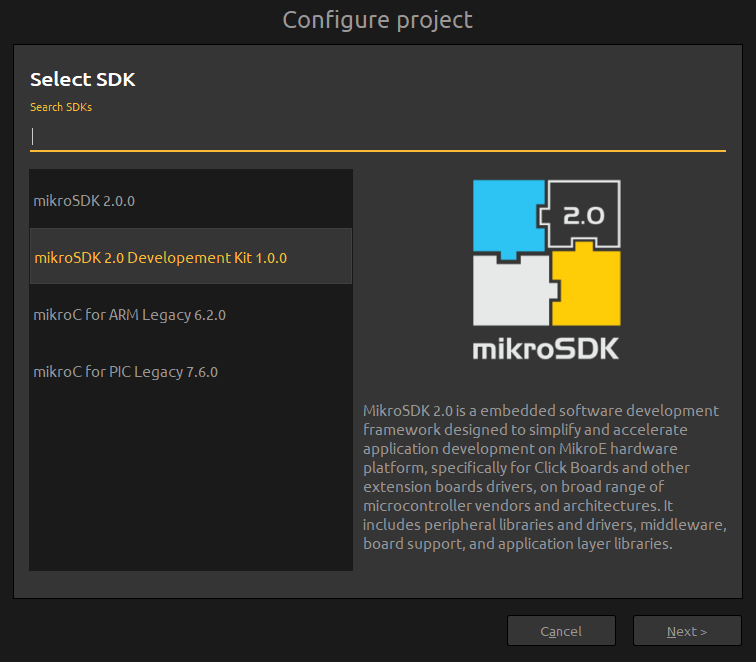 Configure project
Select SDK
Search SDKs
mikroSDK 2.0.0
mikroSDK 2.0 Developement Kit 1.0.0
mikroC for ARM Legacy 6.2.0
mikroC for PIC Legacy 7.6.0
2.0
mikroSDK
MikroSDK 2.0 is a embedded software development
framework designed to simplify and accelerate
application development on MikroE hardware
platform, specifically for Click Boards and other
extension boards drivers, on broad range of
microcontroller vendors and architectures. It
includes peripheral libraries and drivers, middleware,
board support, and application layer libraries.
Cancel
Next >